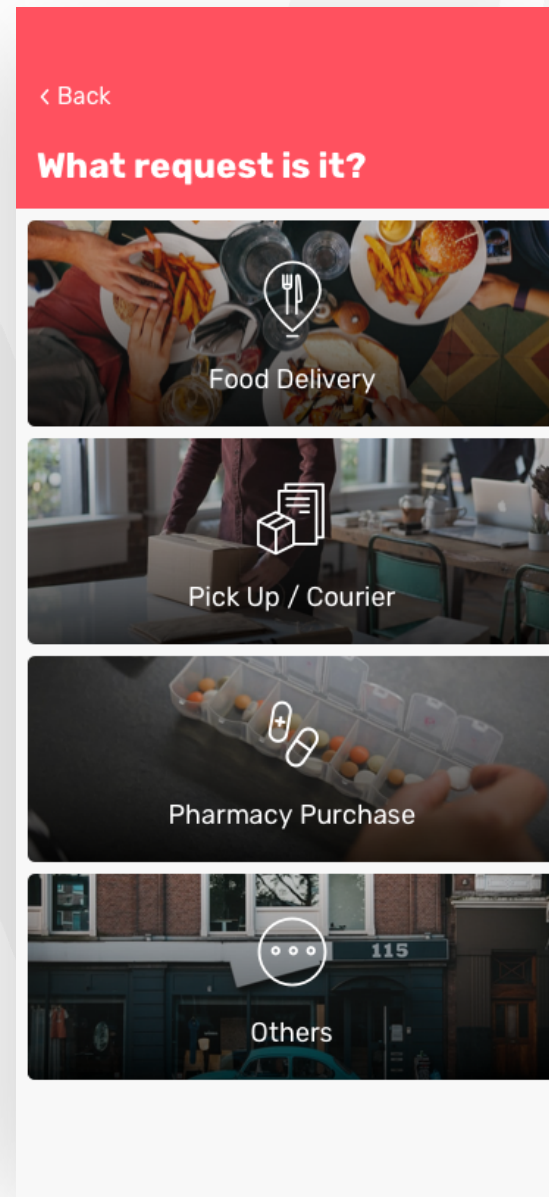 Back
What request is it?
Food Delivery
Pick Up / Courier
Pharmacy Purchase
115
Others